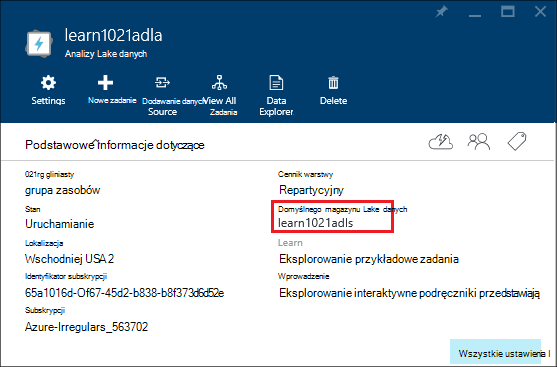 learn1021adla
Analizy Lake danych
Settings
Nowe zadanie
Dodawanie danych
Source
View All
Zadania
Data
Explorer
Delete
Podstawowe informacje dotyczące
021rg gliniasty
grupa zasobów
Stan
Uruchamianie
Lokalizacja
Wschodniej USA 2
Identyfikator subskrypcji
65a1016d-Of67-45d2-b838-b8f373d6d52e
Subskrypcji
Azure-Irregulars_563702
Cennik warstwy
Repartycyjny
Domyślnego magazynu Lake danych
learn1021adls
Learn
Eksplorowanie przykładowe zadania
Wprowadzenie
Eksplorowanie interaktywne podręczniki przedstawiają
Wszystkie ustawienia l